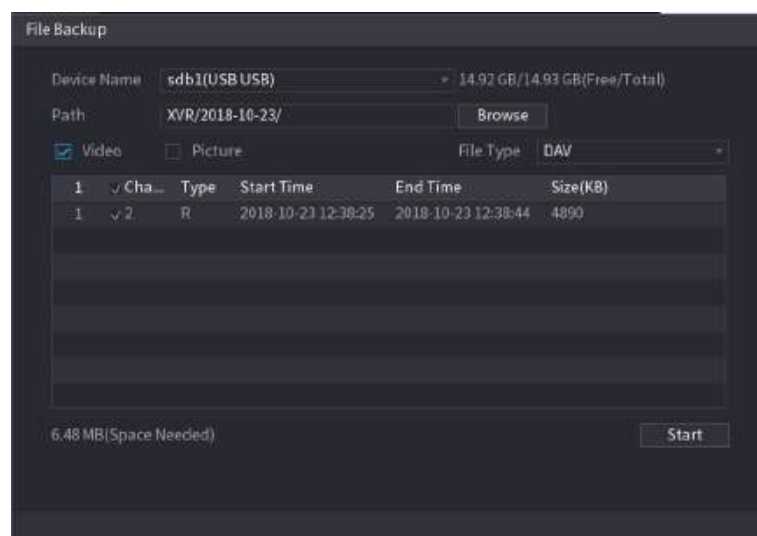 File Backup
Device Name sdb1(USB USB) 14.92 GB/14.93 GB(Free/Total)
Path XVR/2018-10-23/ Browse
Video Picture File Type DAV
1 Cha... Type Start Time End Time Size(KB)
1 2 R 2018-10-23 12:38:25 2018-10-23 12:38:44 4890
6.48 MB(Space Needed) Start